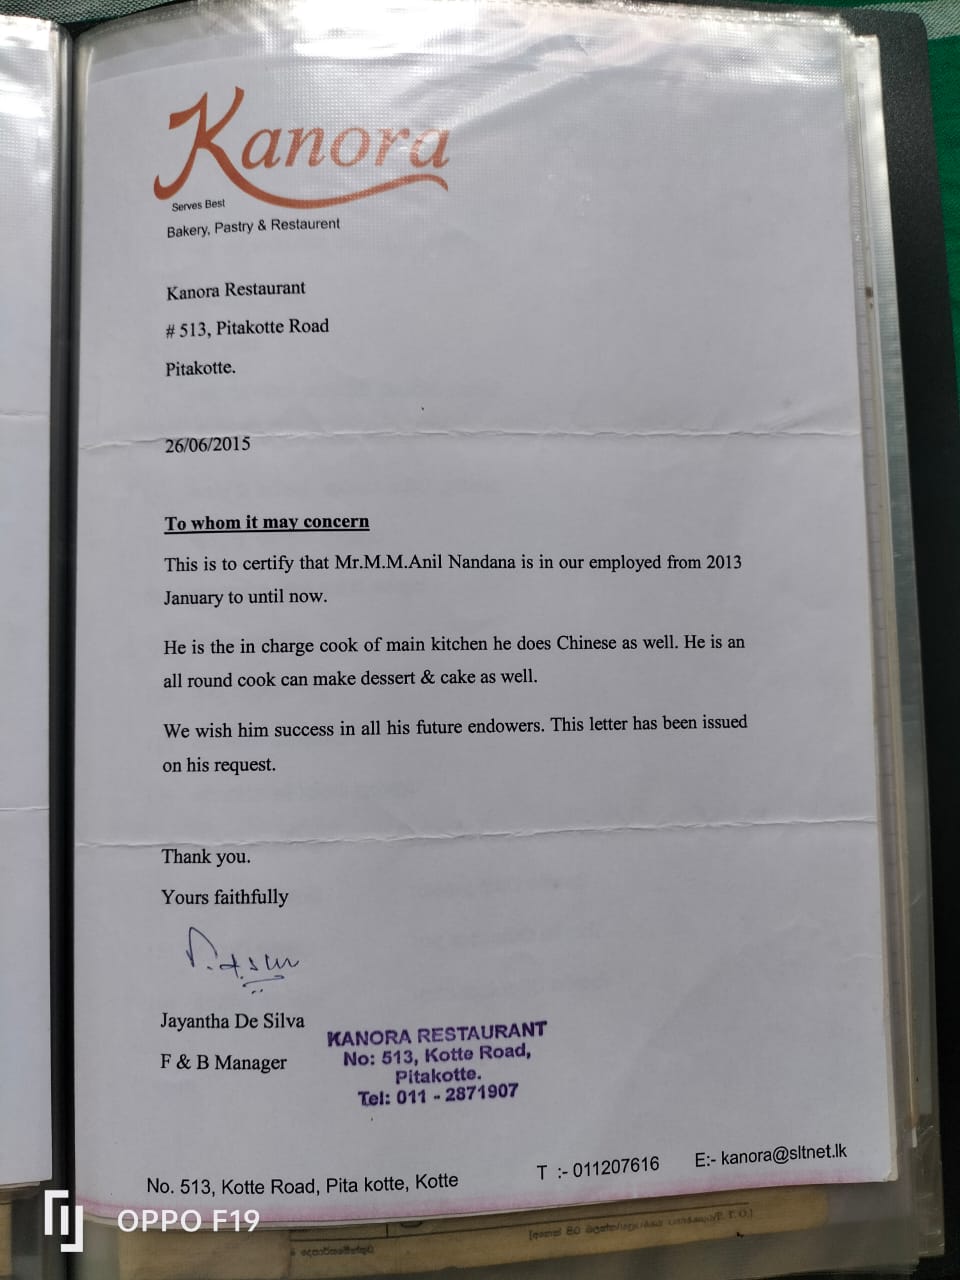 Kanora
Serves Best
Bakery, Pastry & Restaurent
Kanora Restaurant
# 513, Pitakotte Road
Pitakotte.
26/06/2015
To whom it may concern
This is to certify that Mr.M.M.Anil Nandana is in our employed from 2013
January to until now.
He is the in charge cook of main kitchen he does Chinese as well. He is an
all round cook can make dessert & cake as well.
We wish him success in all his future endowers. This letter has been issued
on his request.
Thank you.
Yours faithfully
Jayantha De Silva
F & B Manager
KANORA RESTAURANT
No: 513, Kotte Road,
Pitakotte.
Tel: 011 - 2871907
No. 513, Kotte Road, Pita kotte, Kotte
T :- 011207616
E:- kanora@sltnet.lk
OPPO F19